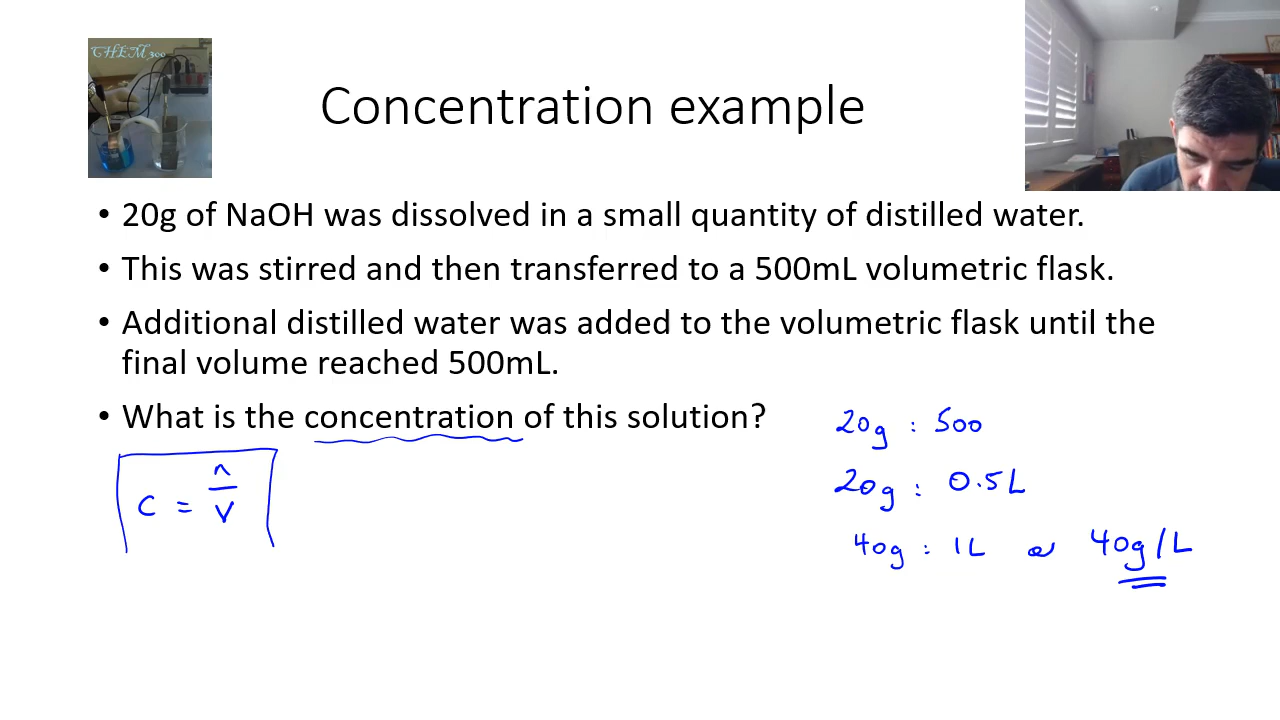 CHEM300
Concentration example
• 20g of NaOH was dissolved in a small quantity of distilled water.
• This was stirred and then transferred to a 500mL volumetric flask.
• Additional distilled water was added to the volumetric flask until the
final volume reached 500mL.
• What is the concentration of this solution?
20g : 500
20g : 0.5L
40g : 1L or 40g/L
C = n/V